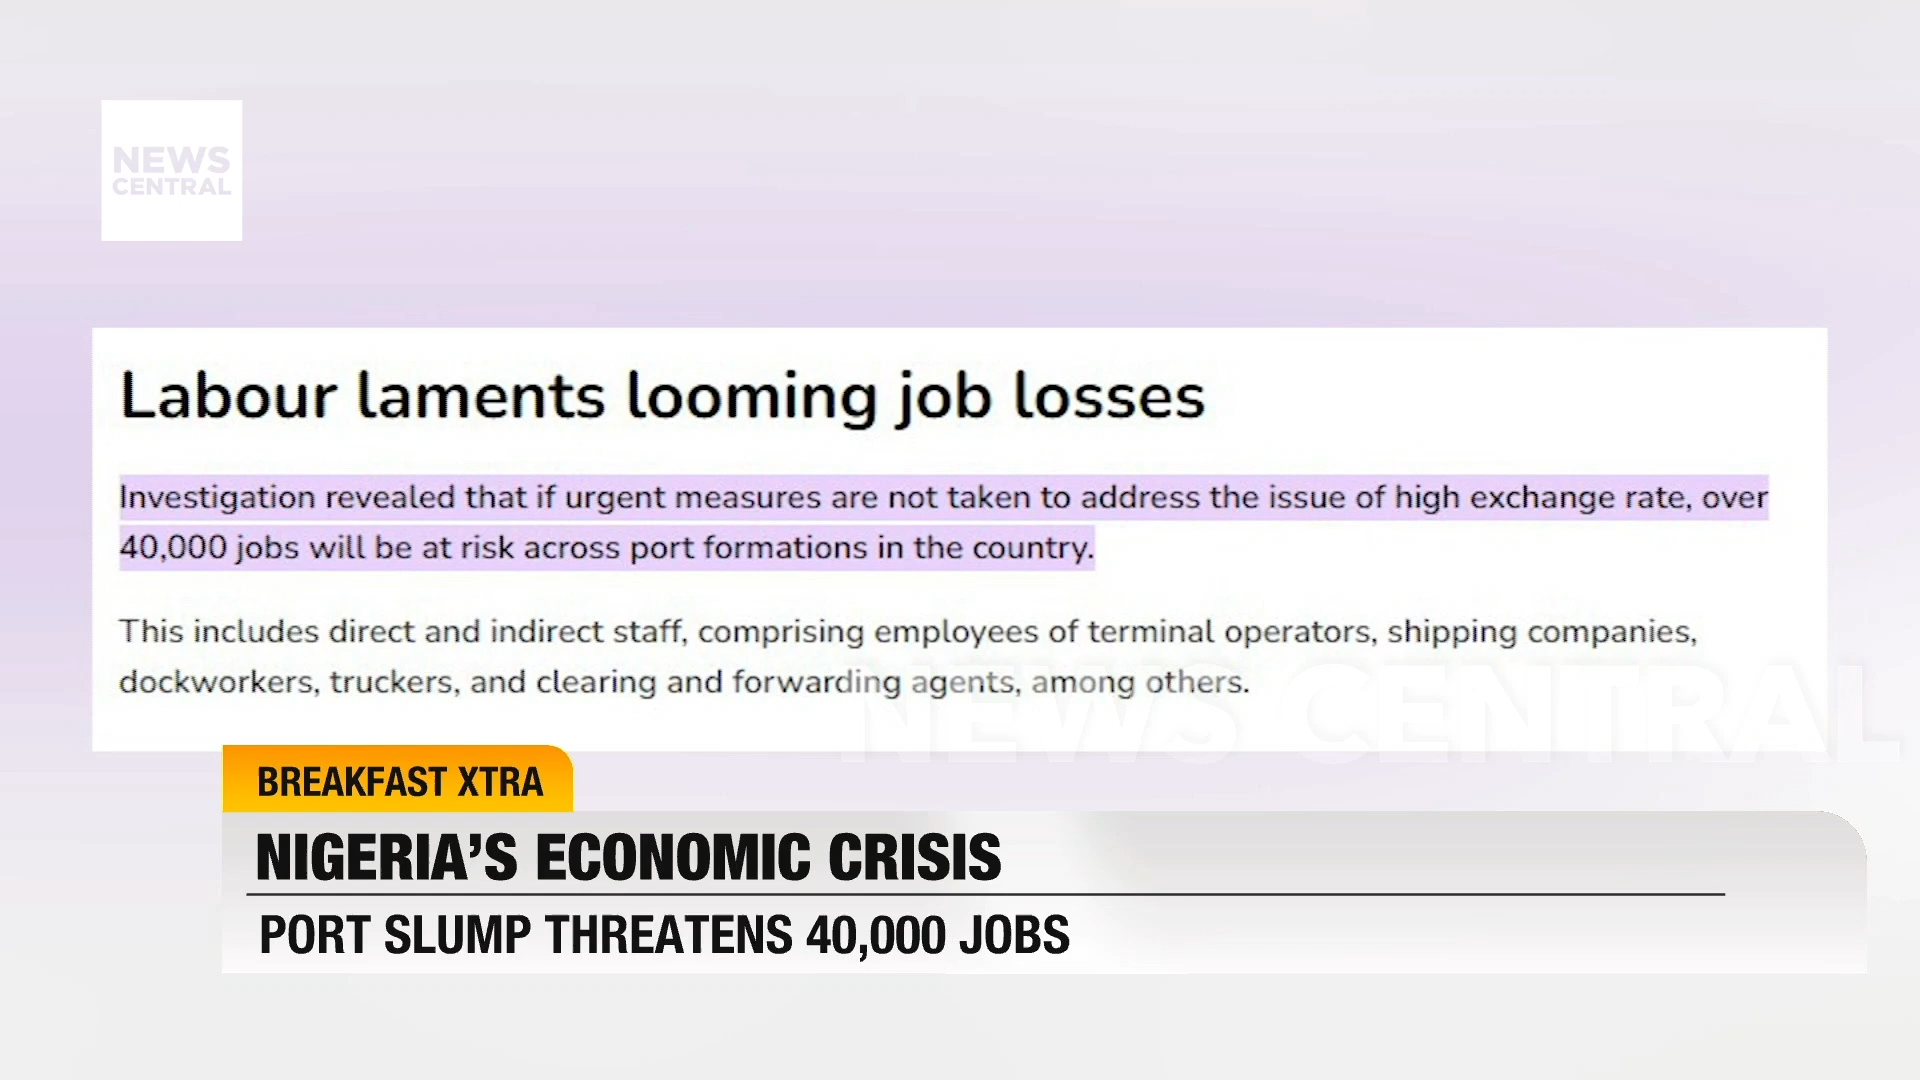 NEWS
CENTRAL
Labour laments looming job losses
Investigation revealed that if urgent measures are not taken to address the issue of high exchange rate, over
40,000 jobs will be at risk across port formations in the country.
This includes direct and indirect staff, comprising employees of terminal operators, shipping companies,
dockworkers, truckers, and clearing and forwarding agents, among others.
NEWS CENTRAL
BREAKFAST XTRA
NIGERIA’S ECONOMIC CRISIS
PORT SLUMP THREATENS 40,000 JOBS